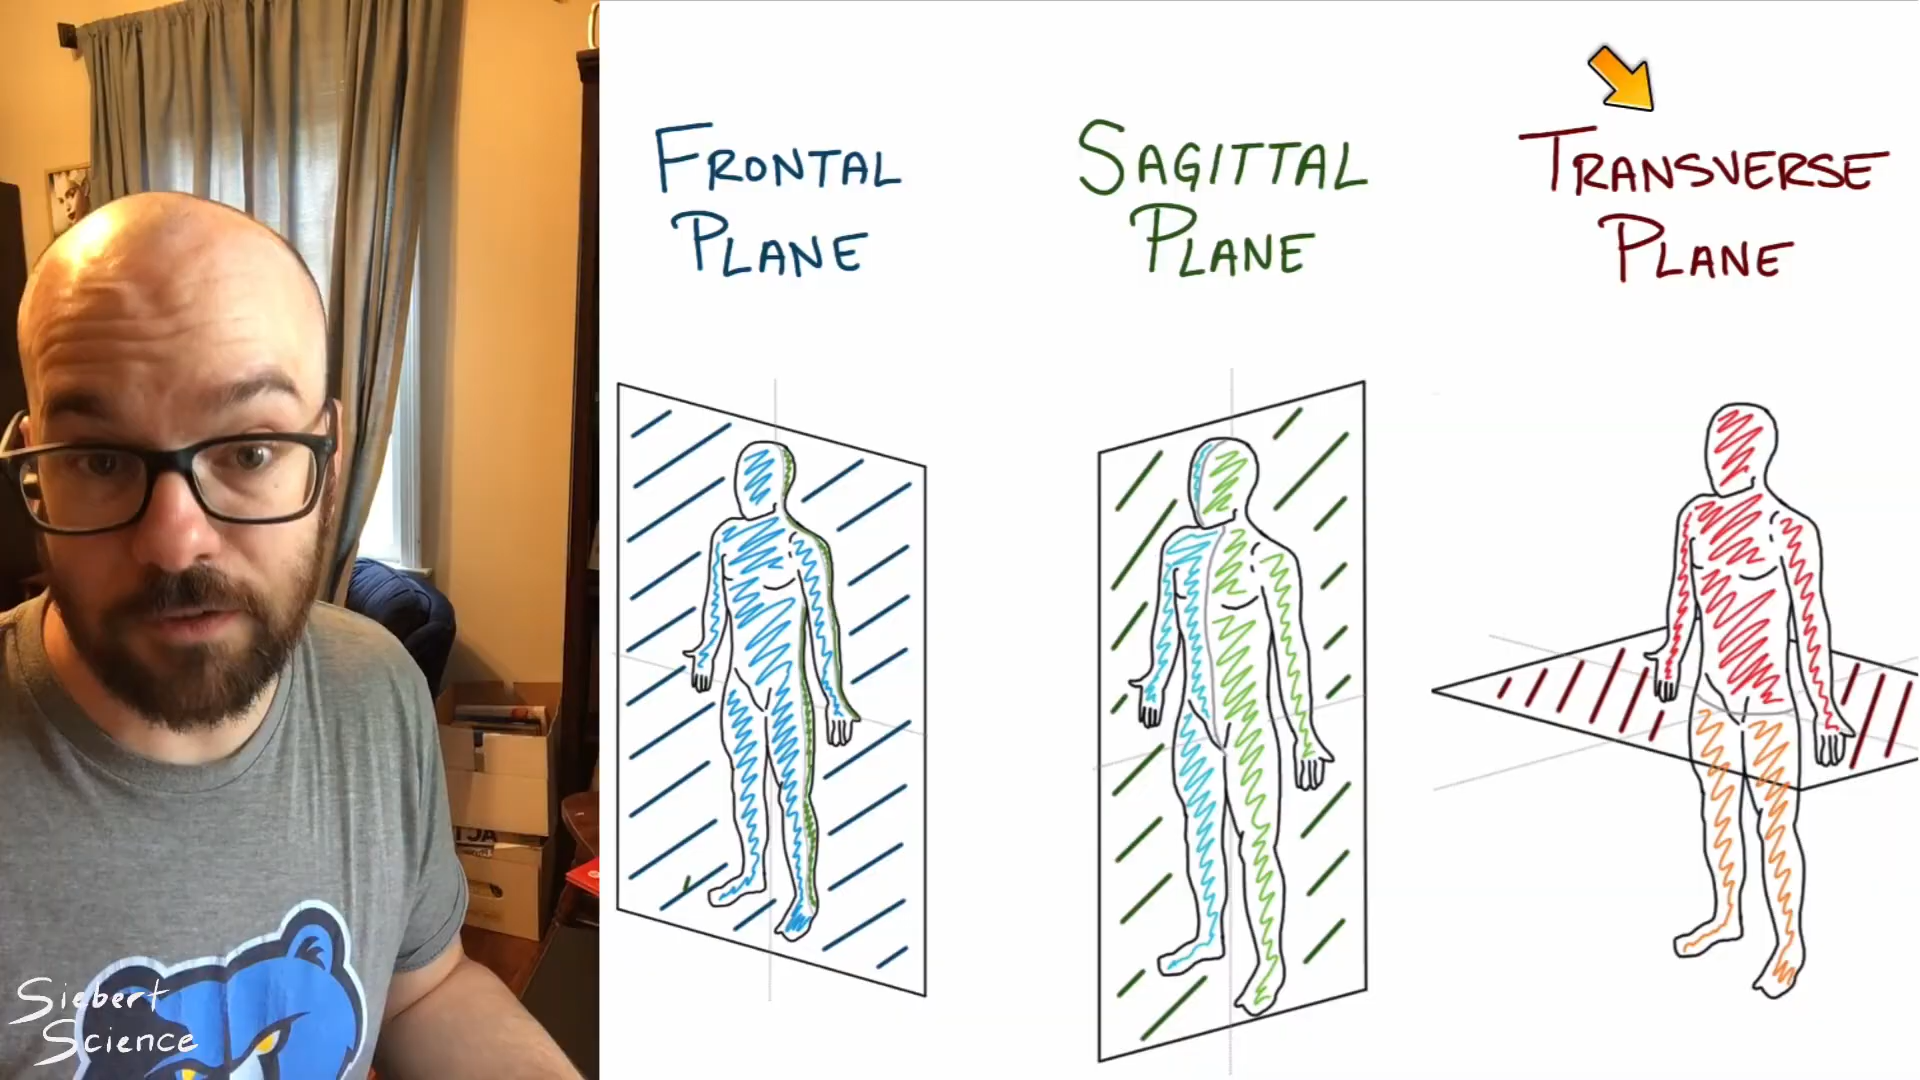 FRONTAL
PLANE
SAGITTAL
PLANE
TRANSVERSE
PLANE
Siebert
Science